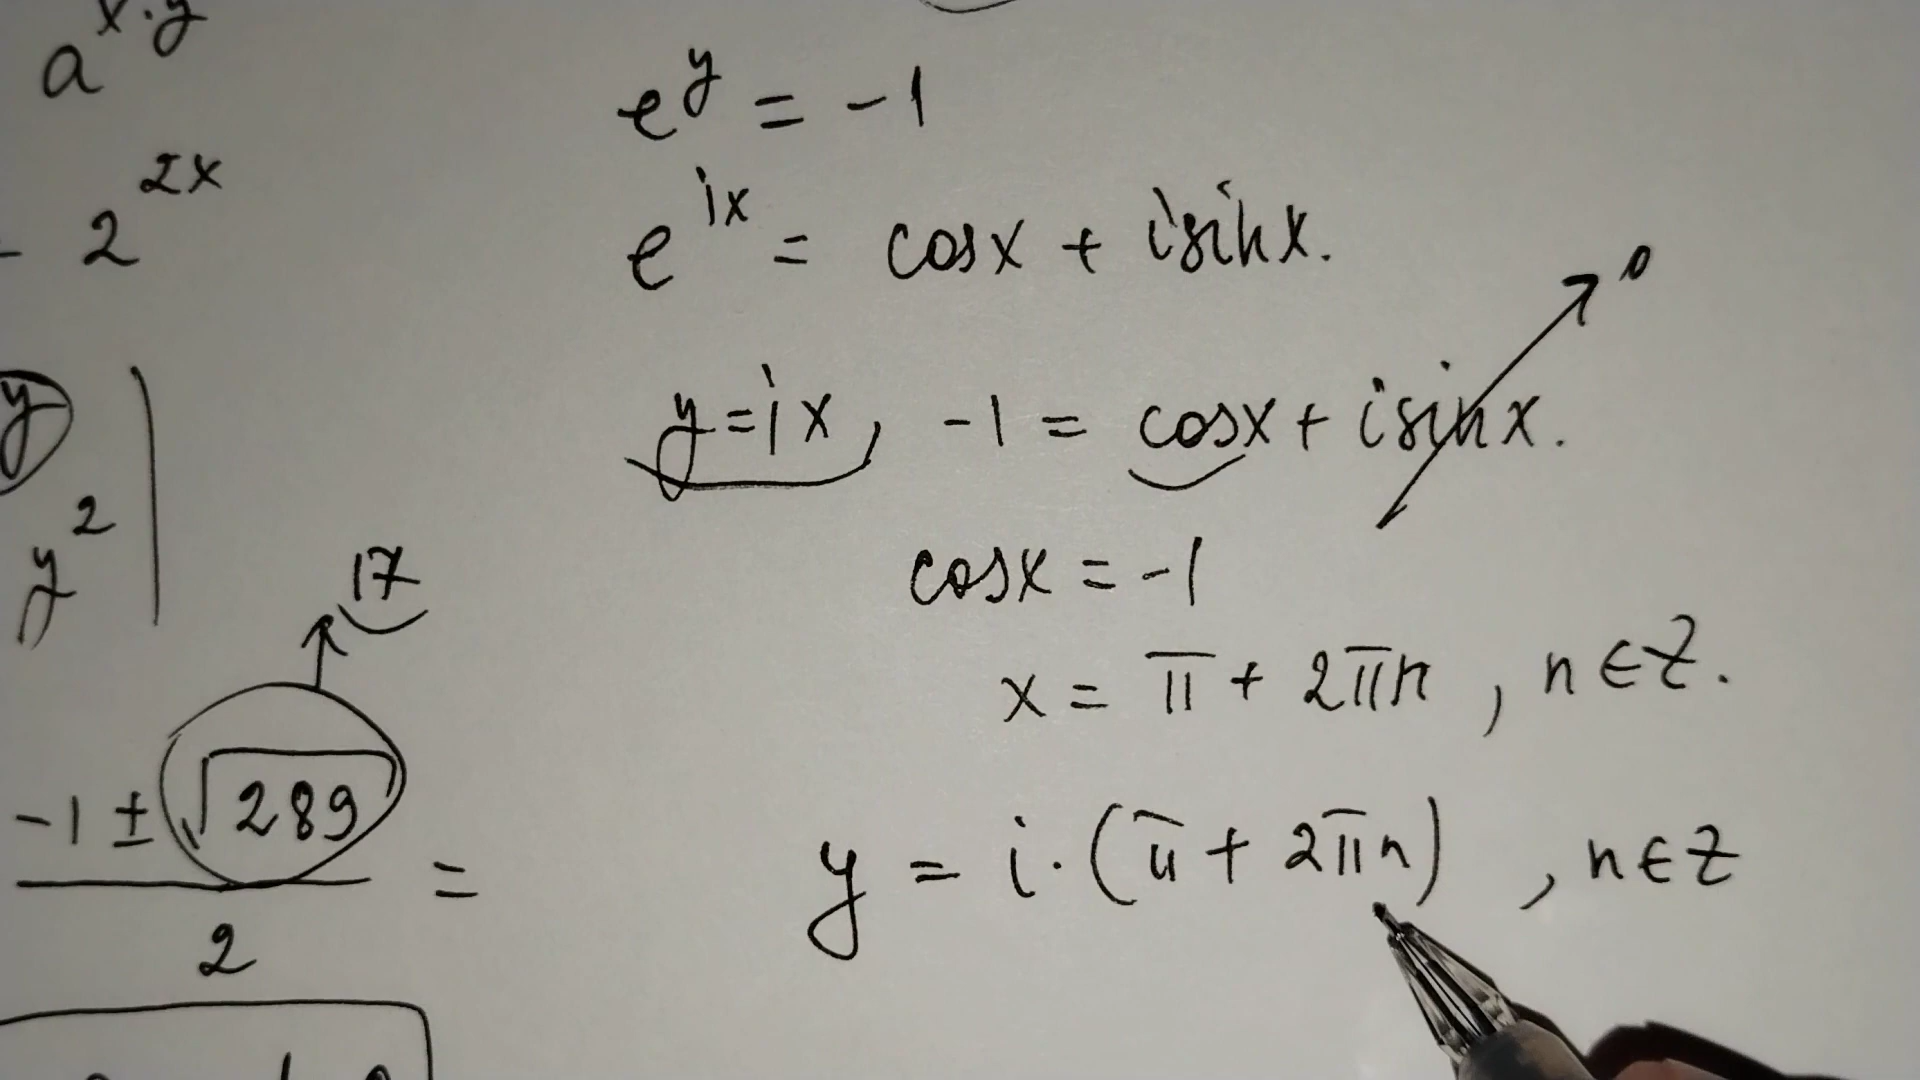 a^{x·y}
2^{2x}
y
y^2
17
-1 ± √289
=
2
e^y = -1
e^{ix} = cosx + isinx.
0
y=ix, -1 = cosx + isinx.
cosx = -1
x = π + 2πn , n∈Z.
y = i·(π + 2πn) , n∈Z